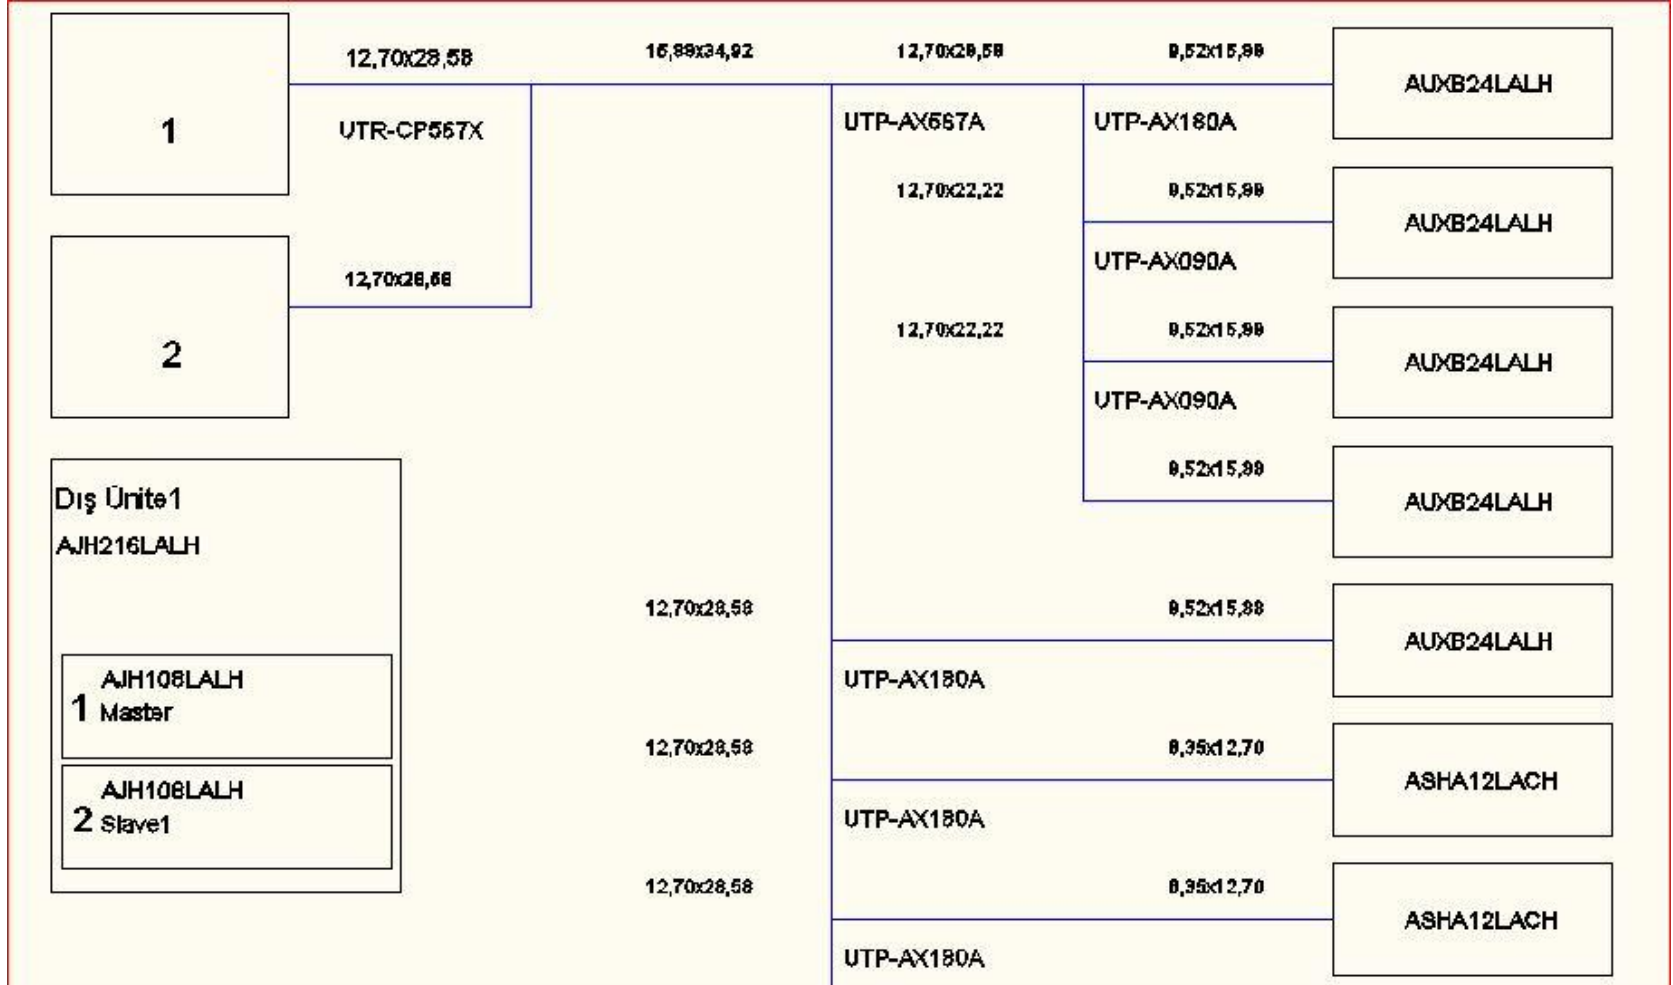 12,70x28,58
15,88x34,92
12,70x28,58
9,52x15,88
AUXB24LALH
1
UTR-CP567X
UTP-AX567A
UTP-AX180A
12,70x22,22
9,52x15,88
AUXB24LALH
12,70x28,58
UTP-AX090A
2
12,70x22,22
9,52x15,88
AUXB24LALH
UTP-AX090A
9,52x15,88
AUXB24LALH
Dış Ünite1
AJH216LALH
12,70x28,58
9,52x15,88
AUXB24LALH
AJH108LALH
1 Master
UTP-AX180A
12,70x28,58
6,35x12,70
ASHA12LACH
AJH108LALH
2 Slave1
UTP-AX180A
12,70x28,58
6,35x12,70
ASHA12LACH
UTP-AX180A